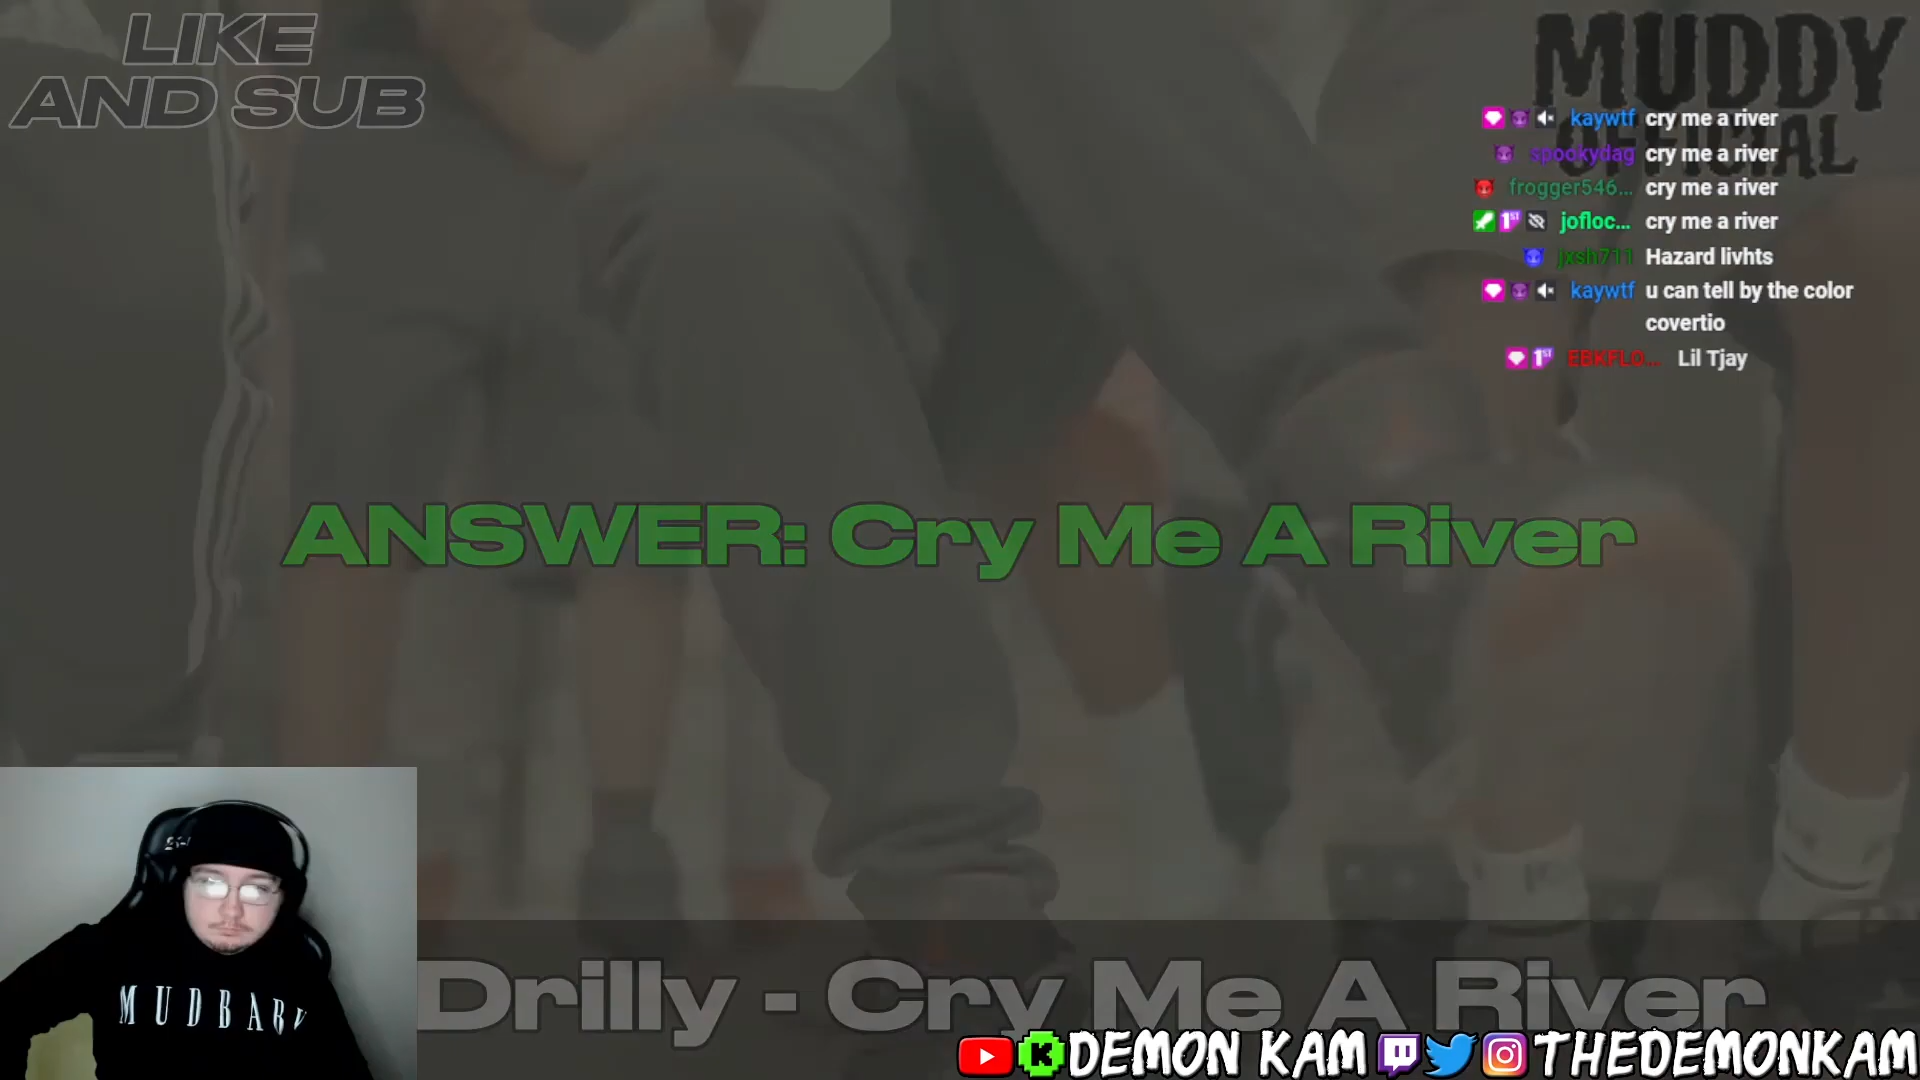 LIKE
AND SUB
MUDDY
OFFICIAL
kaywtf cry me a river
spookydag cry me a river
frogger546... cry me a river
jofloc... cry me a river
jxsh711 Hazard livhts
kaywtf u can tell by the color
covertio
EBKFLO... Lil Tjay
ANSWER: Cry Me A River
MUDBABY
Drilly - Cry Me A River
DEMON KAM THEDEMONKAM